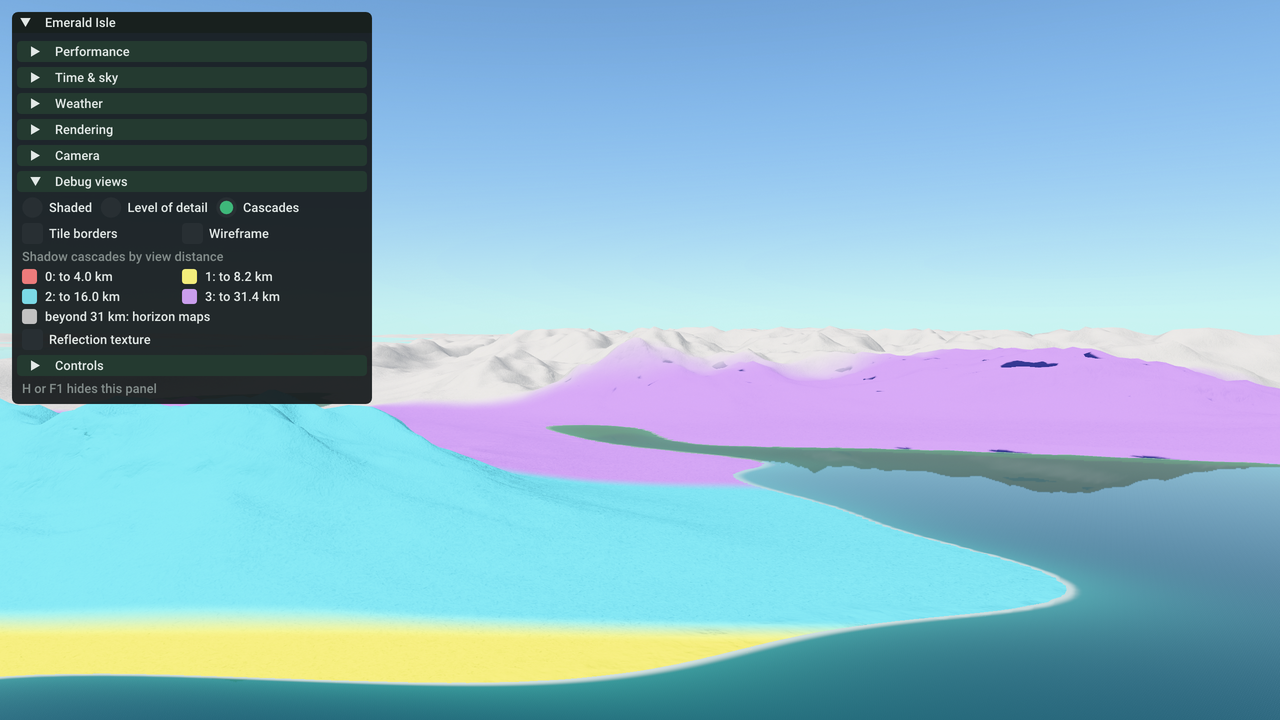 Emerald Isle
Performance
Time & sky
Weather
Rendering
Camera
Debug views
Shaded Level of detail Cascades
Tile borders Wireframe
Shadow cascades by view distance
0: to 4.0 km 1: to 8.2 km
2: to 16.0 km 3: to 31.4 km
beyond 31 km: horizon maps
Reflection texture
Controls
H or F1 hides this panel